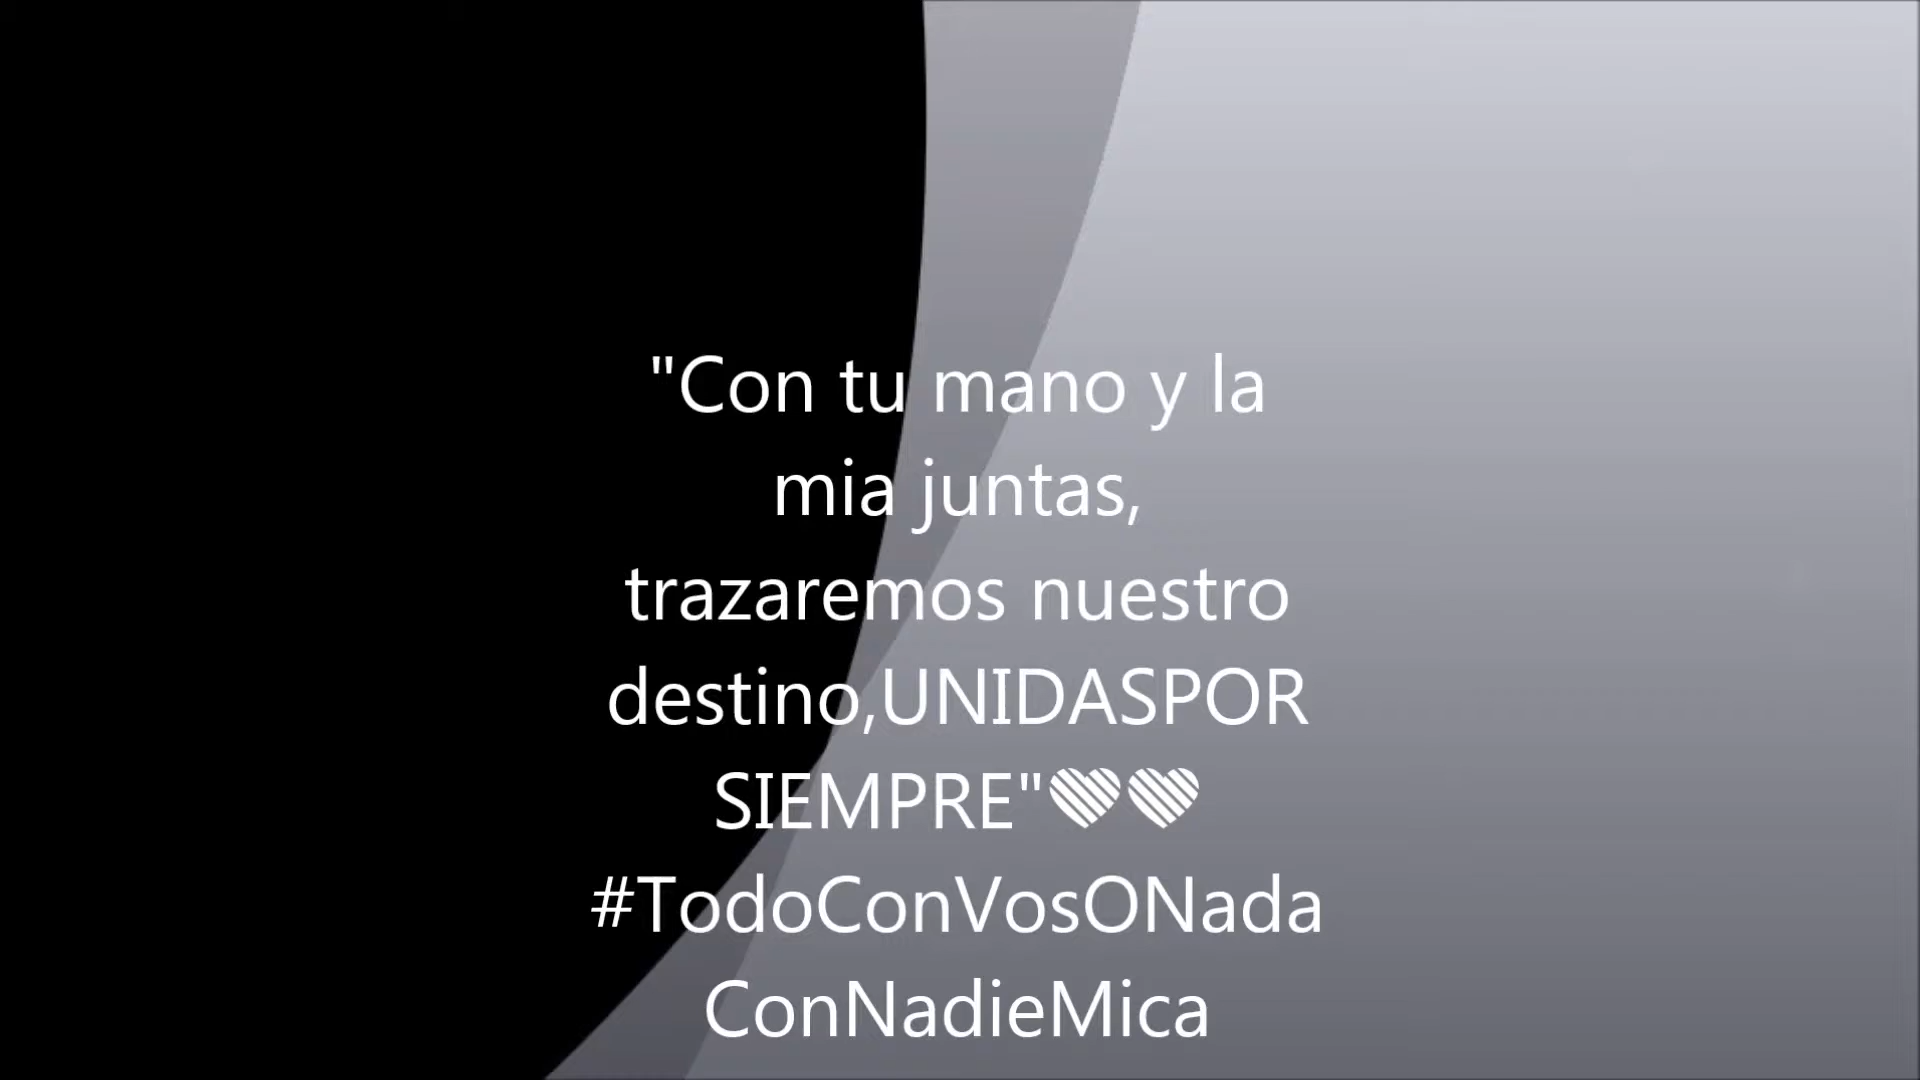 "Con tu mano y la
mia juntas,
trazaremos nuestro
destino,UNIDASPOR
SIEMPRE"
#TodoConVosONada
ConNadieMica